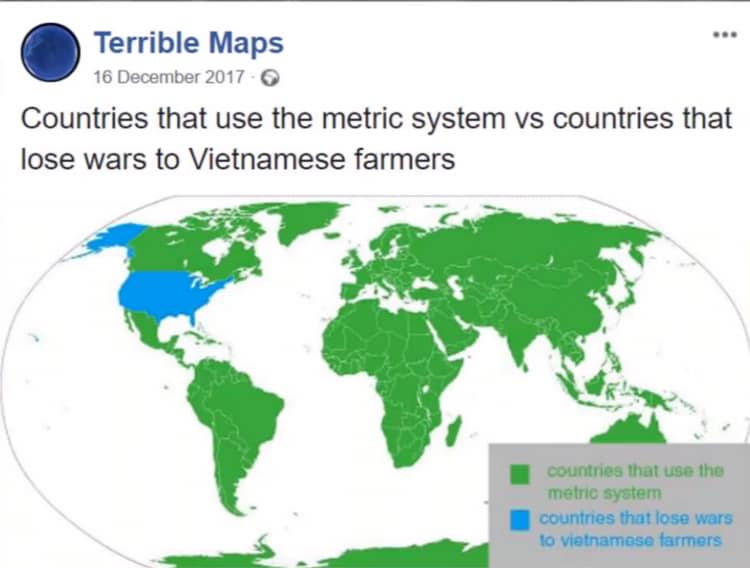 Terrible Maps
16 December 2017 ·
Countries that use the metric system vs countries that
lose wars to Vietnamese farmers
countries that use the
metric system
countries that lose wars
to vietnamese farmers